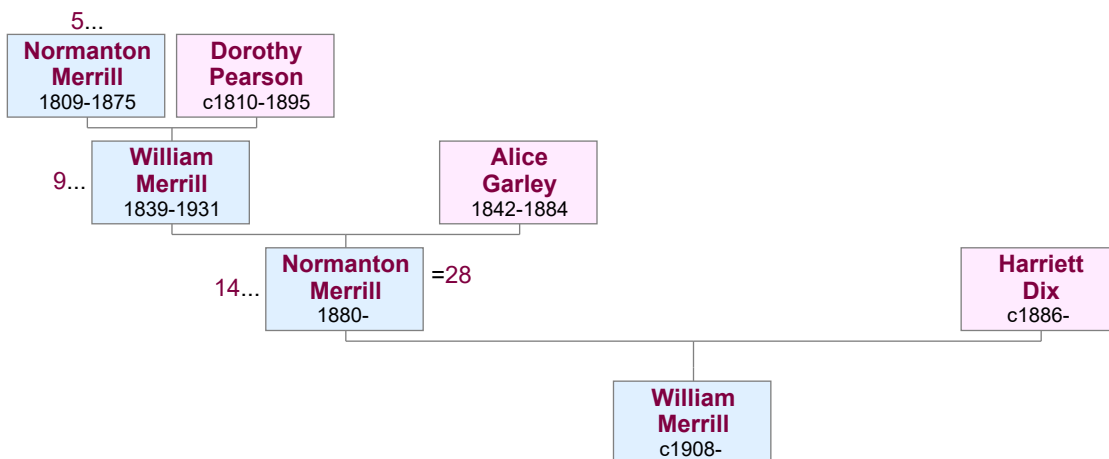 5...
Normanton
Merrill
1809-1875
Dorothy
Pearson
c1810-1895
9...
William
Merrill
1839-1931
Alice
Garley
1842-1884
14...
Normanton
Merrill
1880-
=28
Harriett
Dix
c1886-
William
Merrill
c1908-